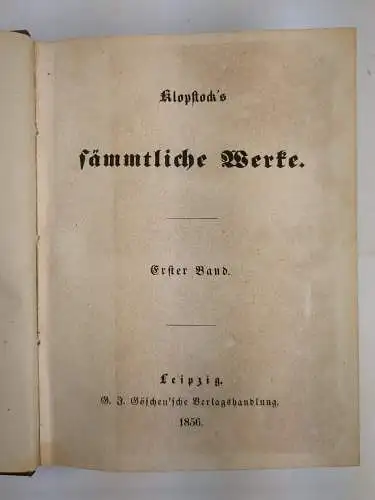 Klopstock's
sämmtliche Werke.
Erster Band.
Leipzig.
G. J. Göschen'sche Verlagshandlung.
1856.